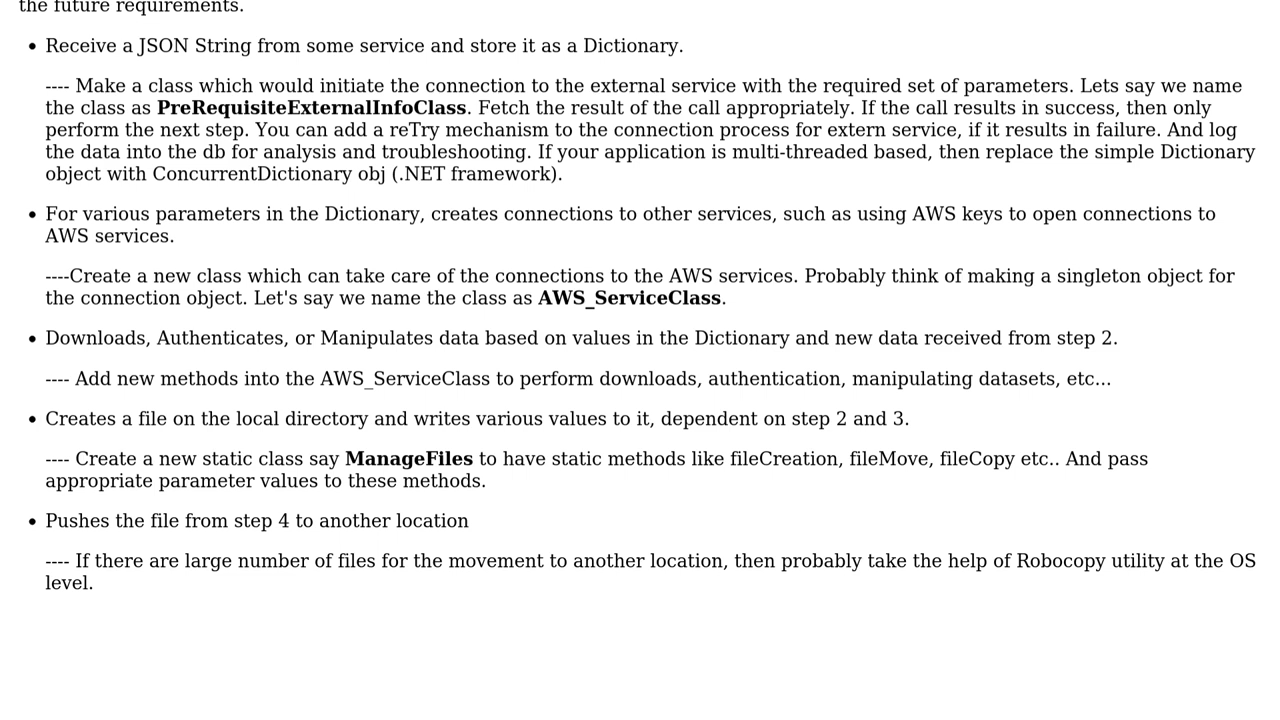 the future requirements.
• Receive a JSON String from some service and store it as a Dictionary.
---- Make a class which would initiate the connection to the external service with the required set of parameters. Lets say we name
the class as PreRequisiteExternalInfoClass. Fetch the result of the call appropriately. If the call results in success, then only
perform the next step. You can add a reTry mechanism to the connection process for extern service, if it results in failure. And log
the data into the db for analysis and troubleshooting. If your application is multi-threaded based, then replace the simple Dictionary
object with ConcurrentDictionary obj (.NET framework).
• For various parameters in the Dictionary, creates connections to other services, such as using AWS keys to open connections to
AWS services.
----Create a new class which can take care of the connections to the AWS services. Probably think of making a singleton object for
the connection object. Let's say we name the class as AWS_ServiceClass.
• Downloads, Authenticates, or Manipulates data based on values in the Dictionary and new data received from step 2.
---- Add new methods into the AWS_ServiceClass to perform downloads, authentication, manipulating datasets, etc...
• Creates a file on the local directory and writes various values to it, dependent on step 2 and 3.
---- Create a new static class say ManageFiles to have static methods like fileCreation, fileMove, fileCopy etc.. And pass
appropriate parameter values to these methods.
• Pushes the file from step 4 to another location
---- If there are large number of files for the movement to another location, then probably take the help of Robocopy utility at the OS
level.